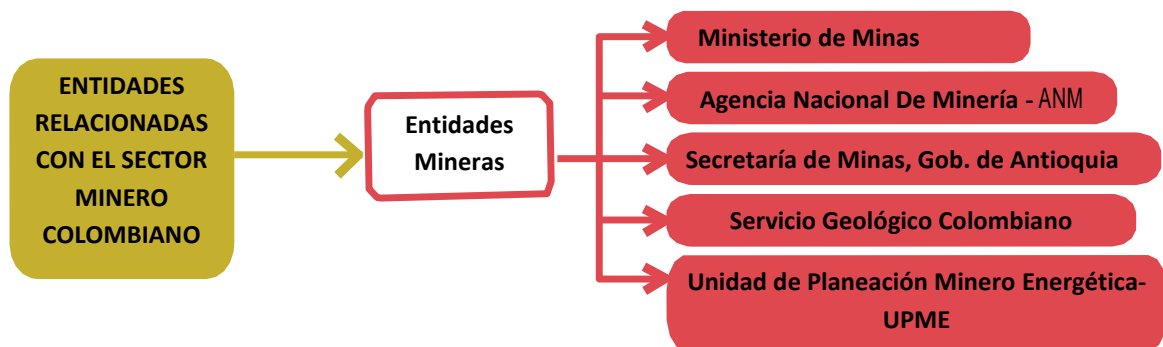 ENTIDADES
RELACIONADAS
CON EL SECTOR
MINERO
COLOMBIANO
Entidades
Mineras
Ministerio de Minas
Agencia Nacional De Minería - ANM
Secretaría de Minas, Gob. de Antioquia
Servicio Geológico Colombiano
Unidad de Planeación Minero Energética-
UPME